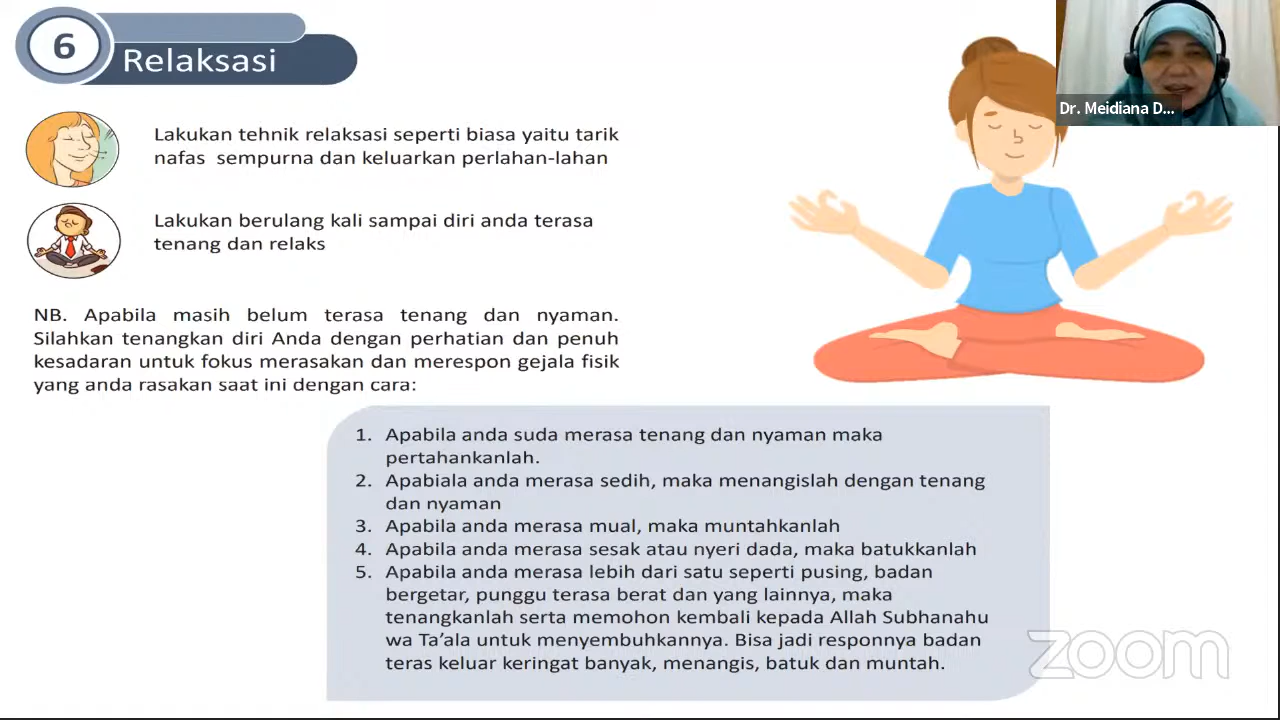 6
Relaksasi
Dr. Meidiana D...
Lakukan tehnik relaksasi seperti biasa yaitu tarik
nafas sempurna dan keluarkan perlahan-lahan
Lakukan berulang kali sampai diri anda terasa
tenang dan relaks
NB. Apabila masih belum terasa tenang dan nyaman.
Silahkan tenangkan diri Anda dengan perhatian dan penuh
kesadaran untuk fokus merasakan dan merespon gejala fisik
yang anda rasakan saat ini dengan cara:
1. Apabila anda suda merasa tenang dan nyaman maka
pertahankanlah.
2. Apabiala anda merasa sedih, maka menangislah dengan tenang
dan nyaman
3. Apabila anda merasa mual, maka muntahkanlah
4. Apabila anda merasa sesak atau nyeri dada, maka batukkanlah
5. Apabila anda merasa lebih dari satu seperti pusing, badan
bergetar, punggu terasa berat dan yang lainnya, maka
tenangkanlah serta memohon kembali kepada Allah Subhanahu
wa Ta’ala untuk menyembuhkannya. Bisa jadi responnya badan
teras keluar keringat banyak, menangis, batuk dan muntah.
zoom